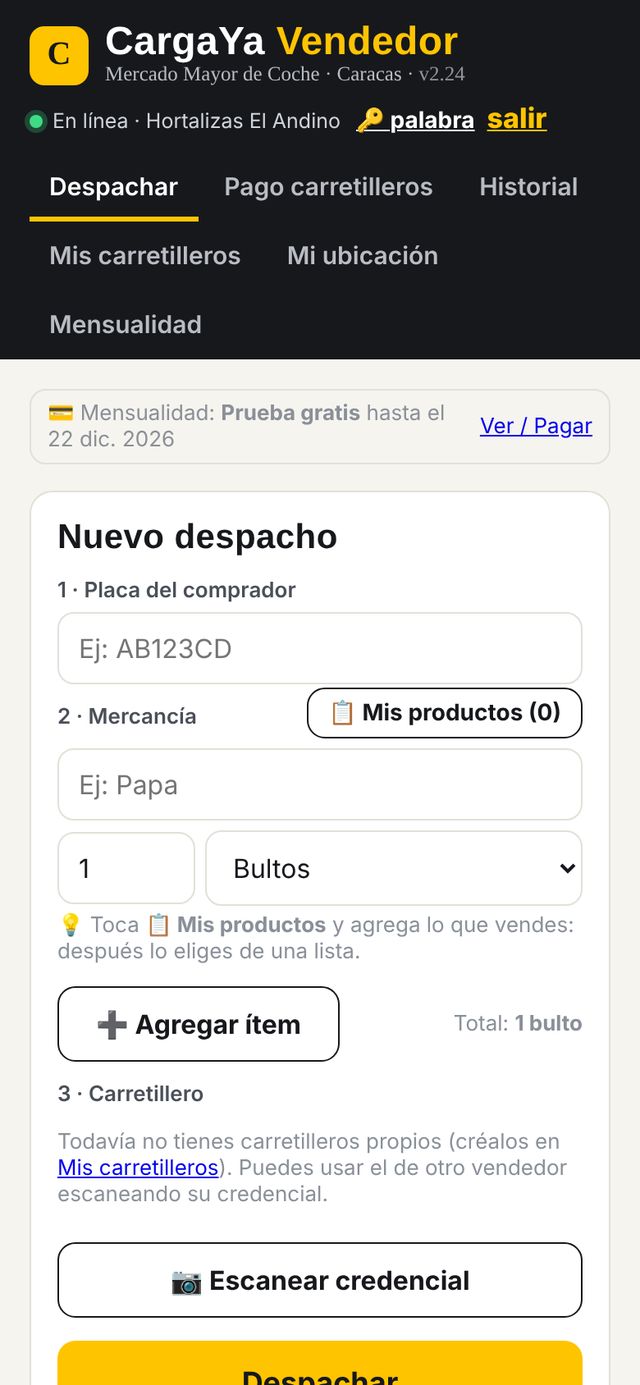 C CargaYa Vendedor
Mercado Mayor de Coche · Caracas · v2.24
En línea · Hortalizas El Andino 🔑 palabra salir
Despachar Pago carretilleros Historial
Mis carretilleros Mi ubicación
Mensualidad
💳 Mensualidad: Prueba gratis hasta el
22 dic. 2026
Ver / Pagar
Nuevo despacho
1 · Placa del comprador
Ej: AB123CD
2 · Mercancía 📋 Mis productos (0)
Ej: Papa
1 Bultos
💡 Toca 📋 Mis productos y agrega lo que vendes:
después lo eliges de una lista.
➕ Agregar ítem Total: 1 bulto
3 · Carretillero
Todavía no tienes carretilleros propios (créalos en
Mis carretilleros). Puedes usar el de otro vendedor
escaneando su credencial.
📷 Escanear credencial
Despachar